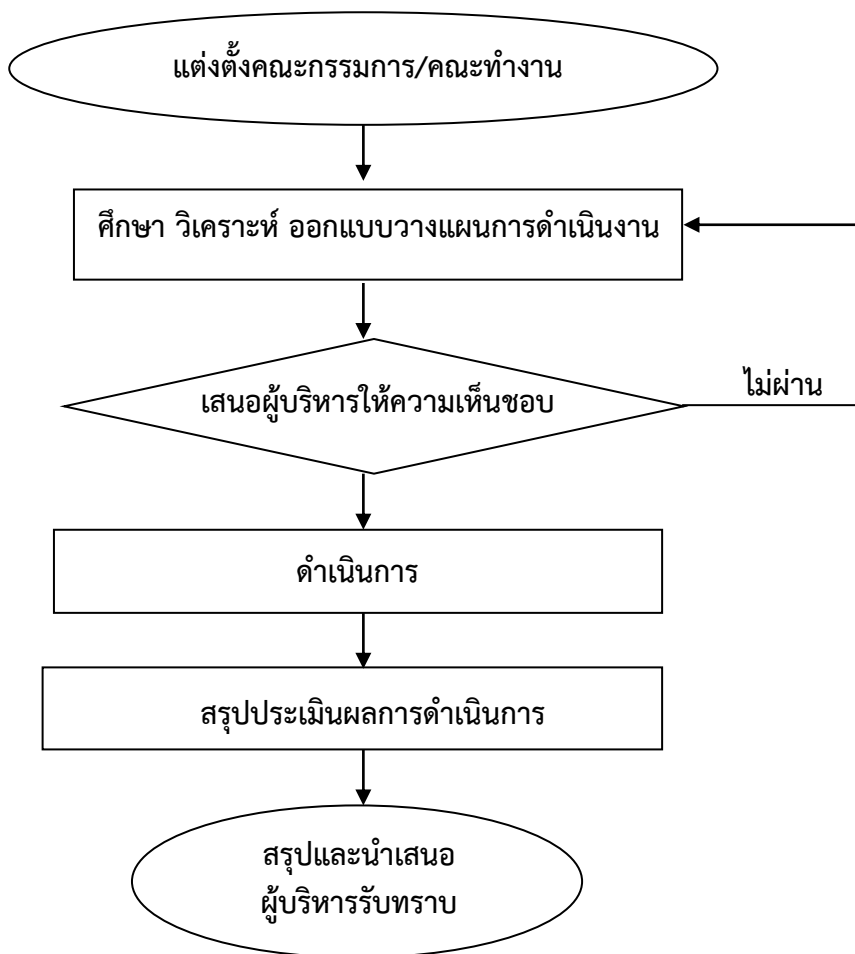 แต่งตั้งคณะกรรมการ/คณะทำงาน
ศึกษา วิเคราะห์ ออกแบบวางแผนการดำเนินงาน
เสนอผู้บริหารให้ความเห็นชอบ
ไม่ผ่าน
ดำเนินการ
สรุปประเมินผลการดำเนินการ
สรุปและนำเสนอ
ผู้บริหารรับทราบ